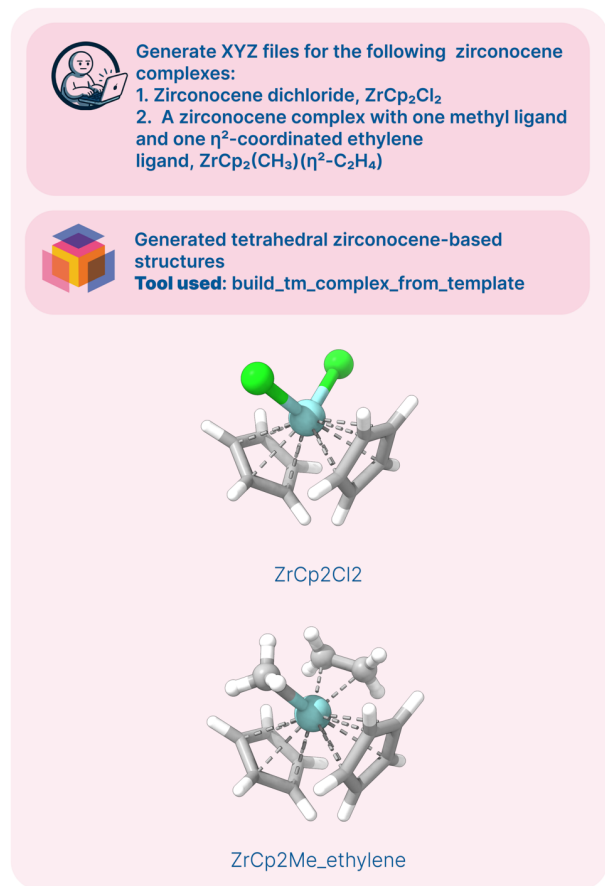 Generate XYZ files for the following zirconocene
complexes:
1. Zirconocene dichloride, ZrCp₂Cl₂
2. A zirconocene complex with one methyl ligand
and one η²-coordinated ethylene
ligand, ZrCp₂(CH₃)(η²-C₂H₄)
Generated tetrahedral zirconocene-based
structures
Tool used: build_tm_complex_from_template
ZrCp2Cl2
ZrCp2Me_ethylene